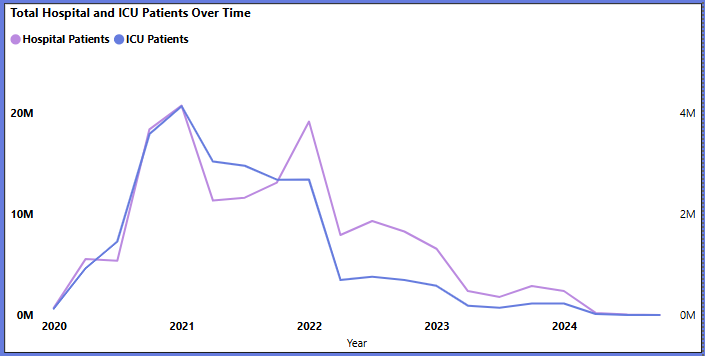 Total Hospital and ICU Patients Over Time
Hospital Patients ICU Patients
20M 4M
10M 2M
0M 0M
2020 2021 2022 2023 2024
Year